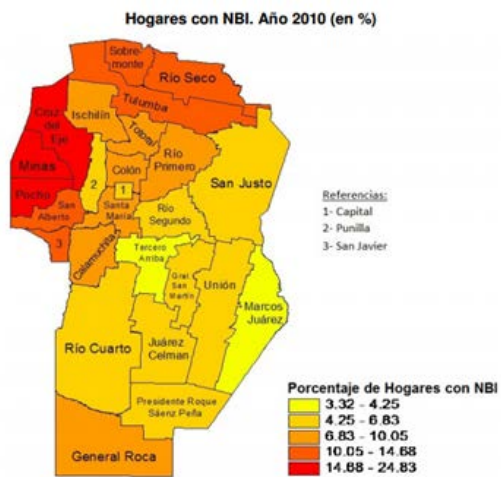 Hogares con NBI. Año 2010 (en %)
Sobre-
monte
Río Seco
Tulumba
Cruz del
Eje
Ischilín
Totoral
Río
Primero
Minas
Colón
San Justo
2
1
Pocho
San
Alberto
Santa
María
Río
Segundo
3
Calamuchita
Tercero
Arriba
Gral.
San
Martín
Unión
Marcos
Juárez
Río Cuarto
Juárez
Celman
Presidente Roque
Sáenz Peña
General Roca
Referencias:
1- Capital
2- Punilla
3- San Javier
Porcentaje de Hogares con NBI
3.32 - 4.25
4.25 - 6.83
6.83 - 10.05
10.05 - 14.68
14.68 - 24.83